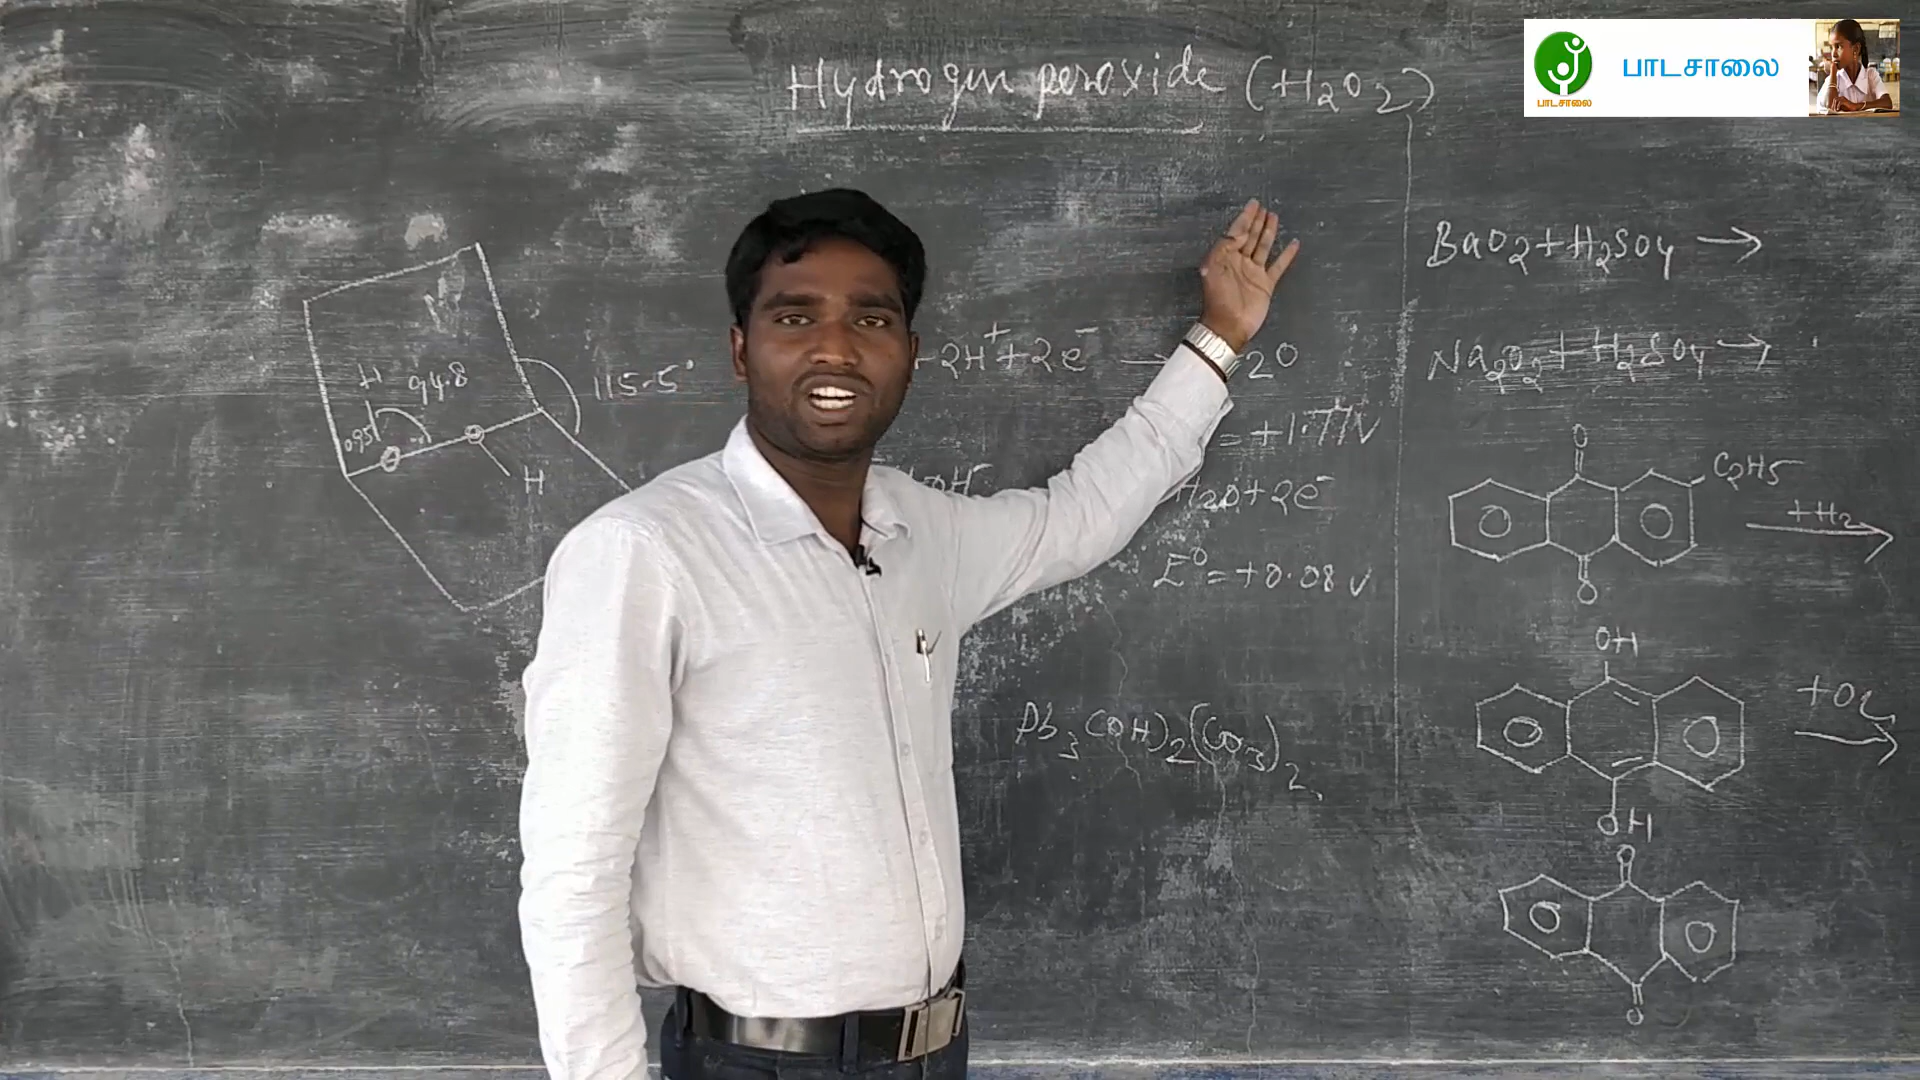 Hydrogen peroxide (H2O2)
பாடசாலை
பாடசாலை
H 94.8
0.95
H
115.5°
2H+ + 2e- → 2O
= +1.77V
H2O + 2e-
E0 = +0.08 V
Pb3(OH)2(CO3)2
BaO2 + H2SO4 →
Na2O2 + H2SO4 →
O
C2H5
+H2
O
OH
+O2
OH
O
O